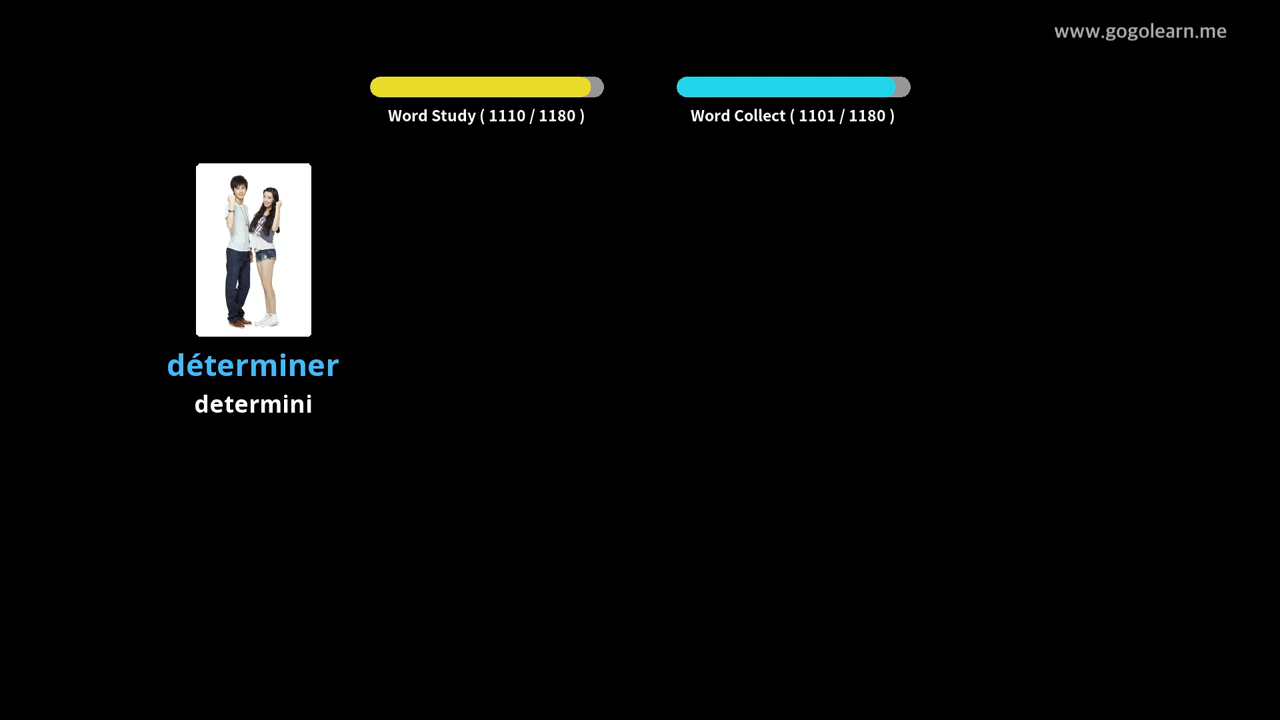 www.gogolearn.me
Word Study ( 1110 / 1180 )
Word Collect ( 1101 / 1180 )
déterminer
determini